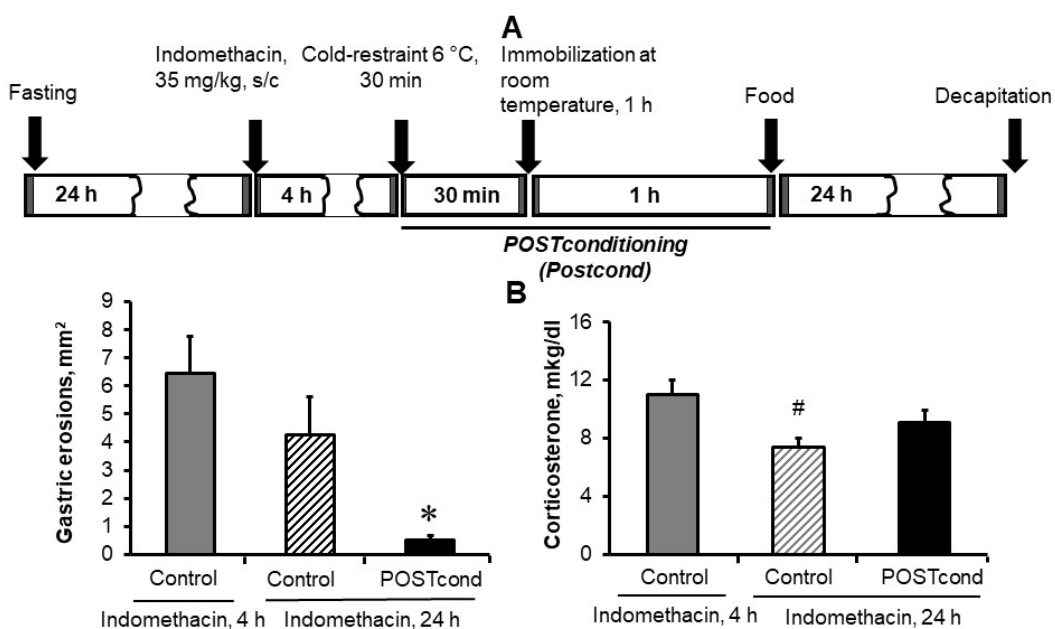 A
Fasting
Indomethacin,
35 mg/kg, s/c
Cold-restraint 6 °C,
30 min
Immobilization at
room
temperature, 1 h
Food
Decapitation
24 h
4 h
30 min
1 h
24 h
POSTconditioning
(Postcond)
B
Gastric erosions, mm²
9
8
7
6
5
4
3
2
1
0
*
Control
Control
POSTcond
Indomethacin, 4 h
Indomethacin, 24 h
Corticosterone, mkg/dl
16
12
8
4
0
#
Control
Control
POSTcond
Indomethacin, 4 h
Indomethacin, 24 h